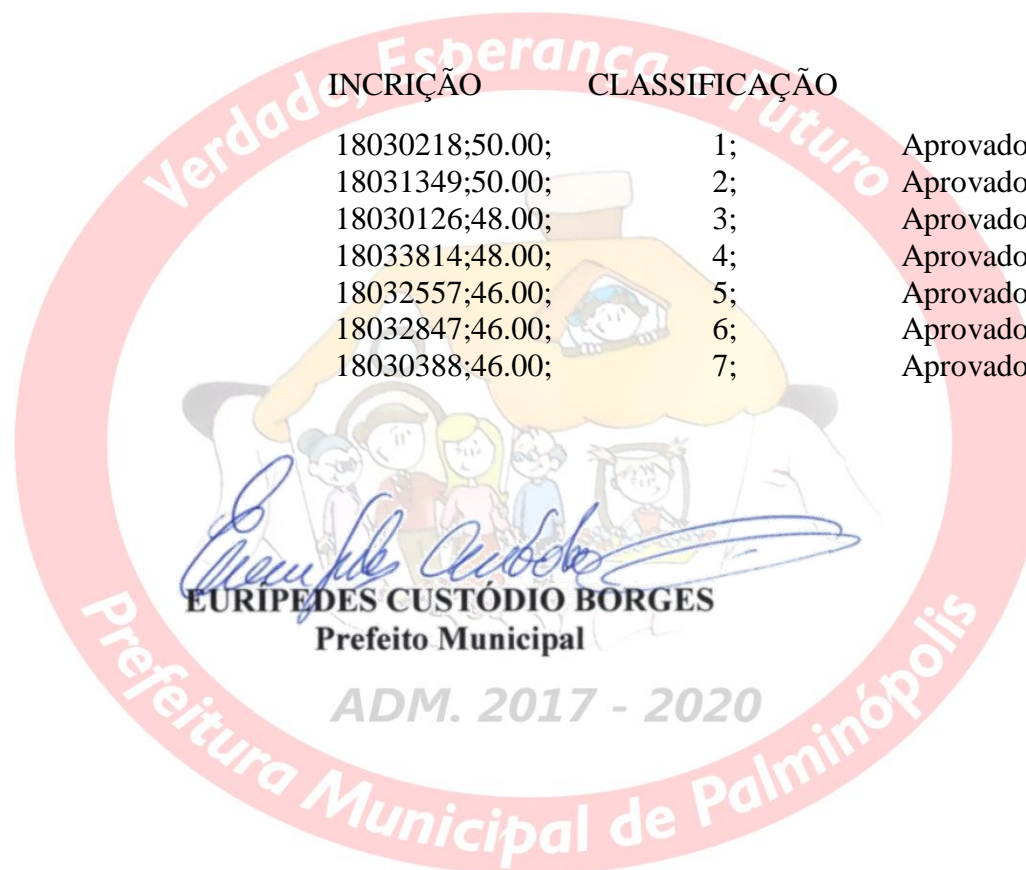 Verdade, Esperança e Futuro
INCRIÇÃO CLASSIFICAÇÃO
18030218;50.00; 1; Aprovado
18031349;50.00; 2; Aprovado
18030126;48.00; 3; Aprovado
18033814;48.00; 4; Aprovado
18032557;46.00; 5; Aprovado
18032847;46.00; 6; Aprovado
18030388;46.00; 7; Aprovado
EURÍPEDES CUSTÓDIO BORGES
Prefeito Municipal
ADM. 2017 - 2020
Prefeitura Municipal de Palminópolis